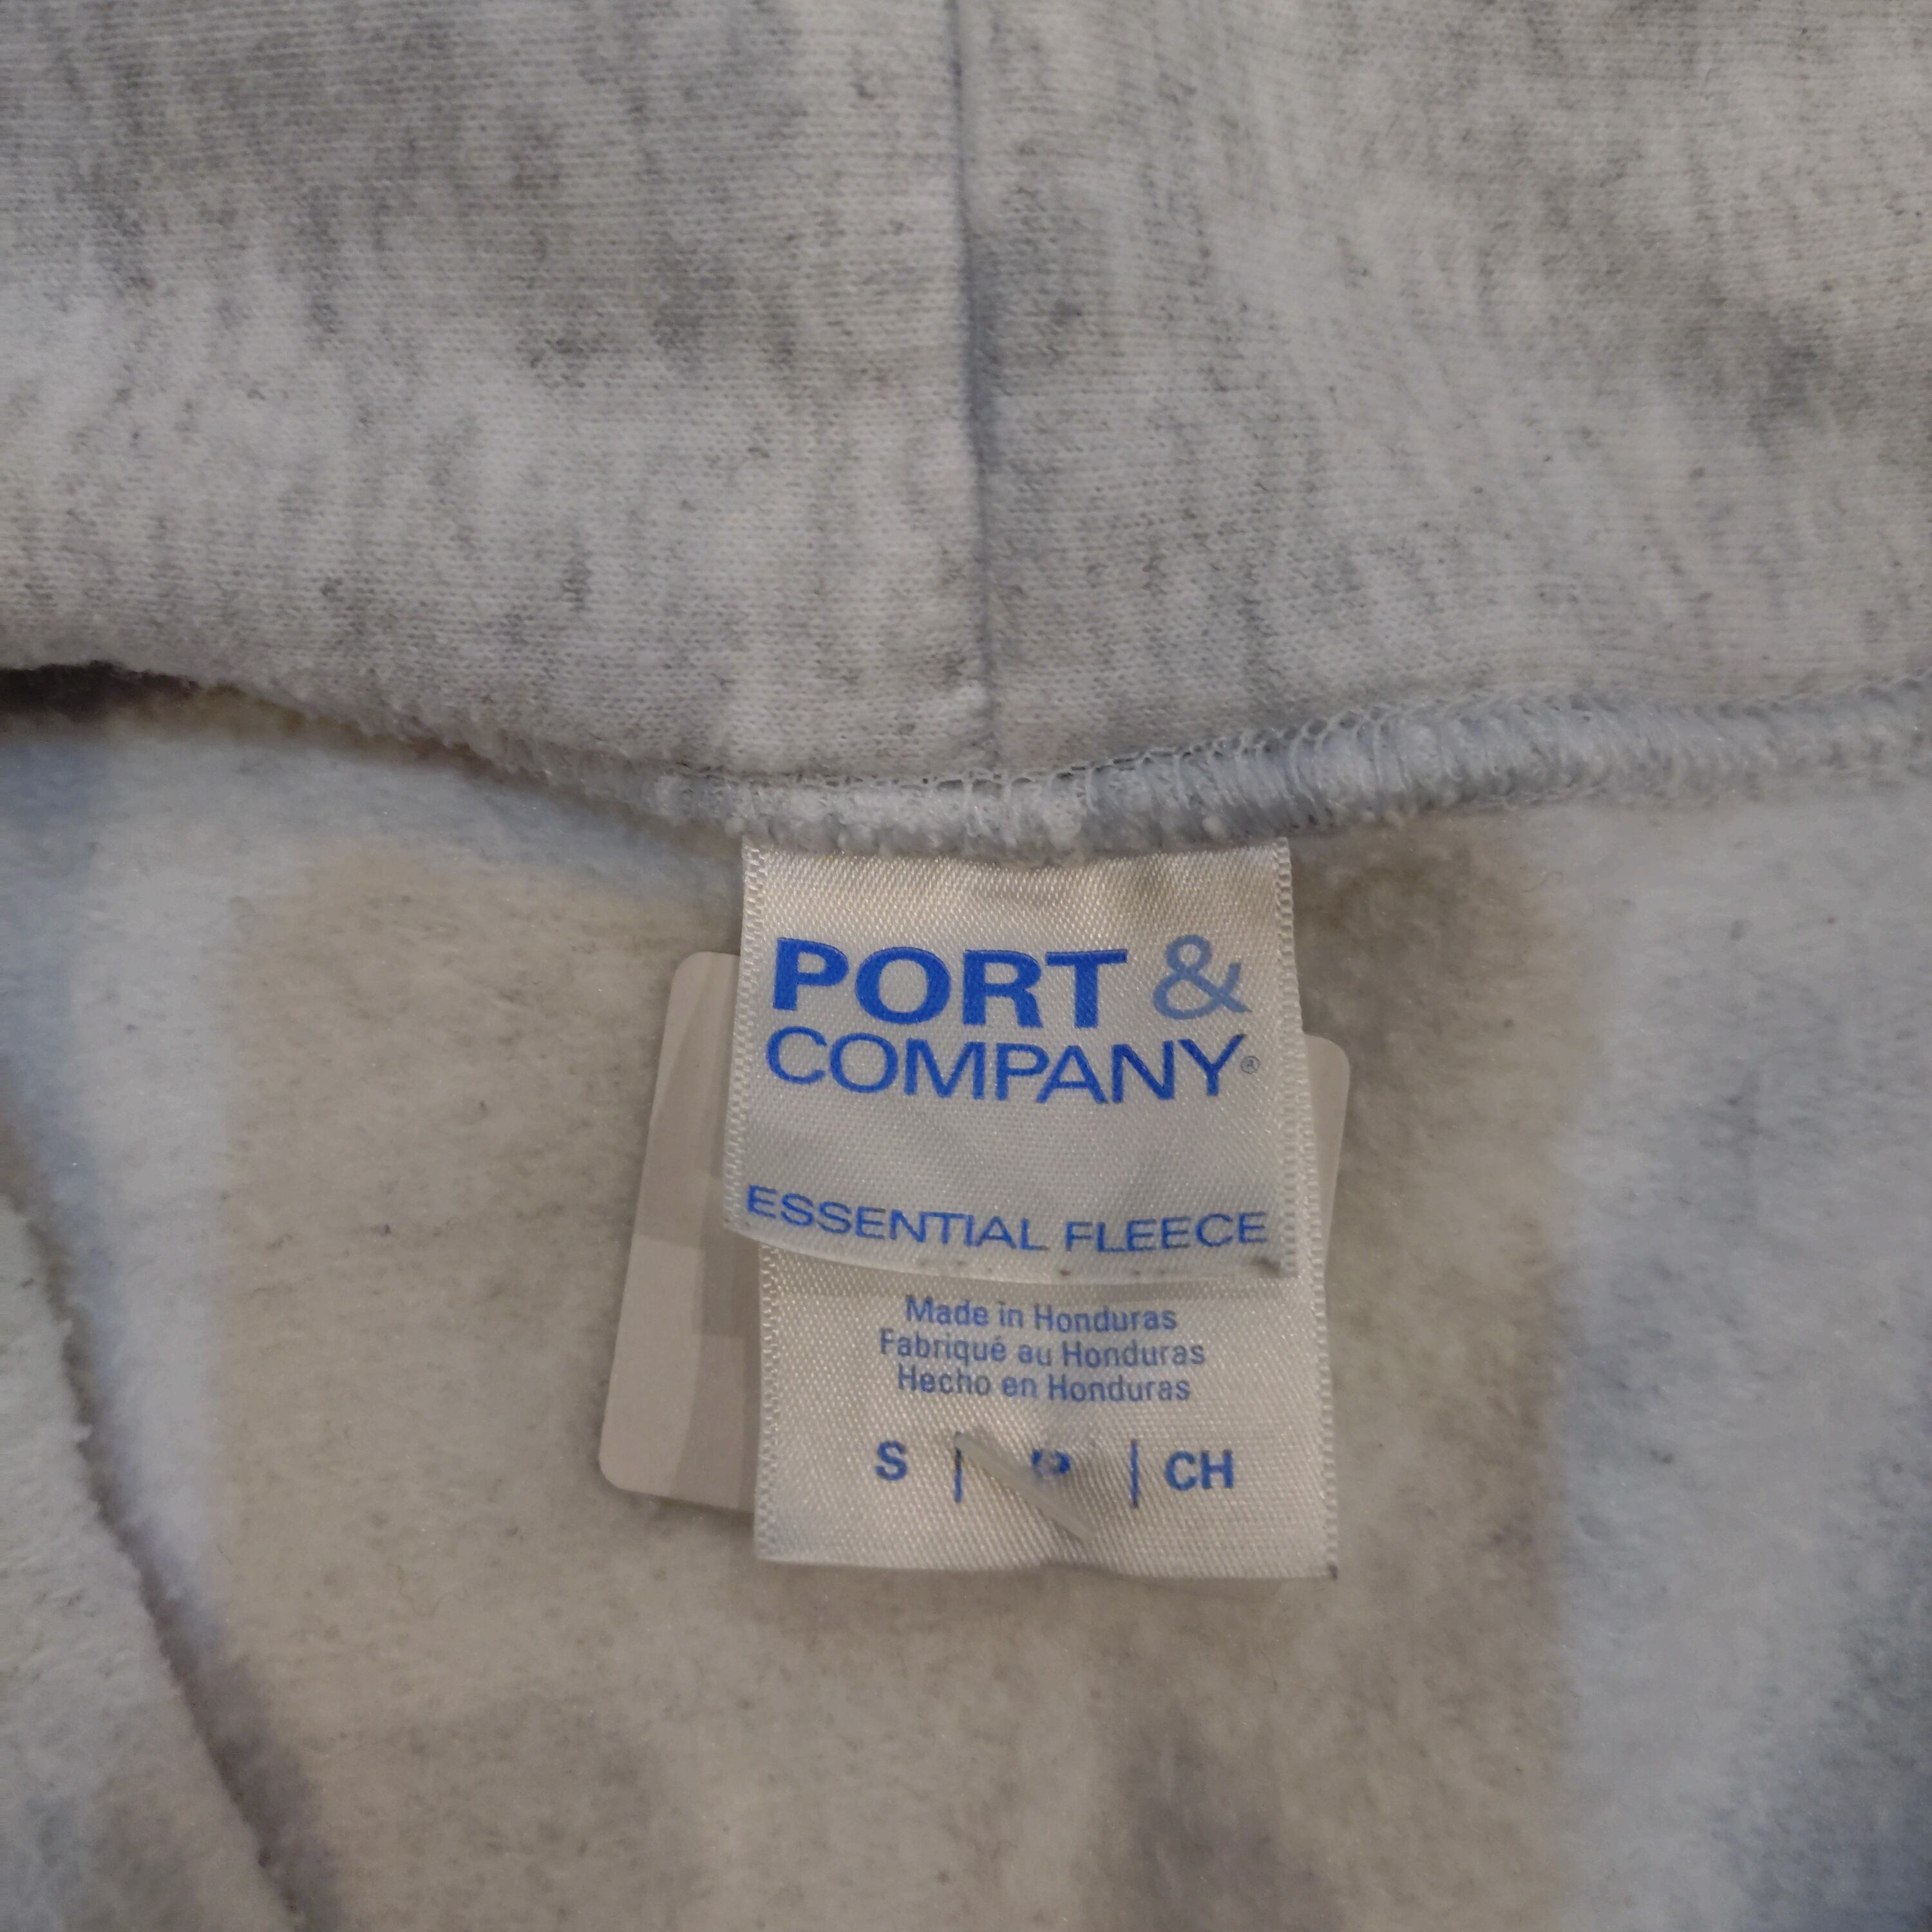 PORT &
COMPANY®
ESSENTIAL FLEECE
Made in Honduras
Fabriqué au Honduras
Hecho en Honduras
S | P | CH